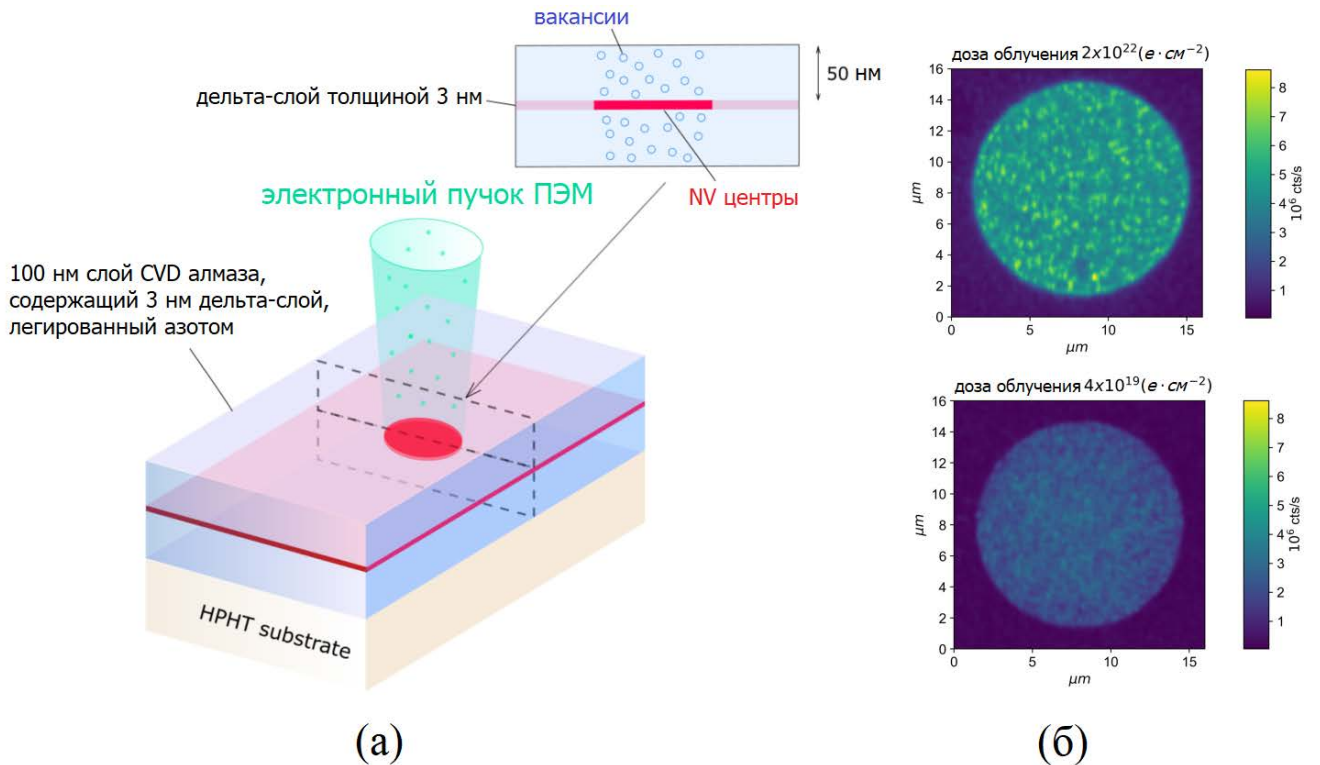 вакансии
50 нм
дельта-слой толщиной 3 нм
NV центры
электронный пучок ПЭМ
100 нм слой CVD алмаза,
содержащий 3 нм дельта-слой,
легированный азотом
HPHT substrate
(а)
доза облучения 2x10²²(e · см⁻²)
16
14
12
10
8
6
4
2
0
μm
0 5 10 15
μm
8
7
6
5
4
3
2
1
10⁶ cts/s
доза облучения 4x10¹⁹(e · см⁻²)
16
14
12
10
8
6
4
2
0
μm
0 5 10 15
μm
8
7
6
5
4
3
2
1
10⁶ cts/s
(б)